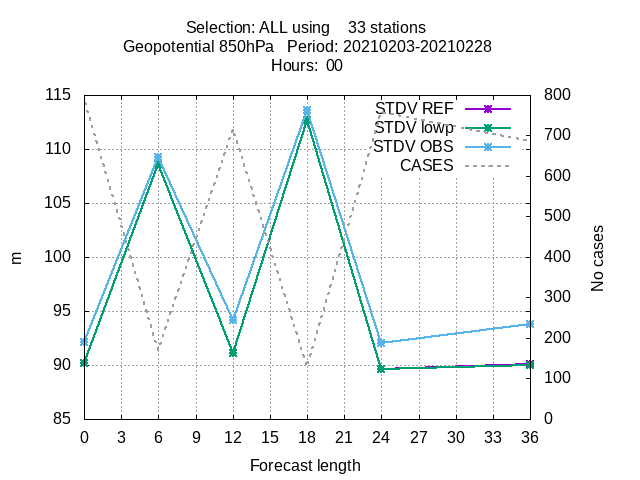 Selection: ALL using    33 stations
Geopotential 850hPa   Period: 20210203-20210228
Hours:  00
115
110
105
100
95
90
85
800
700
600
500
400
300
200
100
0
STDV REF
STDV lowp
STDV OBS
CASES
m
No cases
0 3 6 9 12 15 18 21 24 27 30 33 36
Forecast length